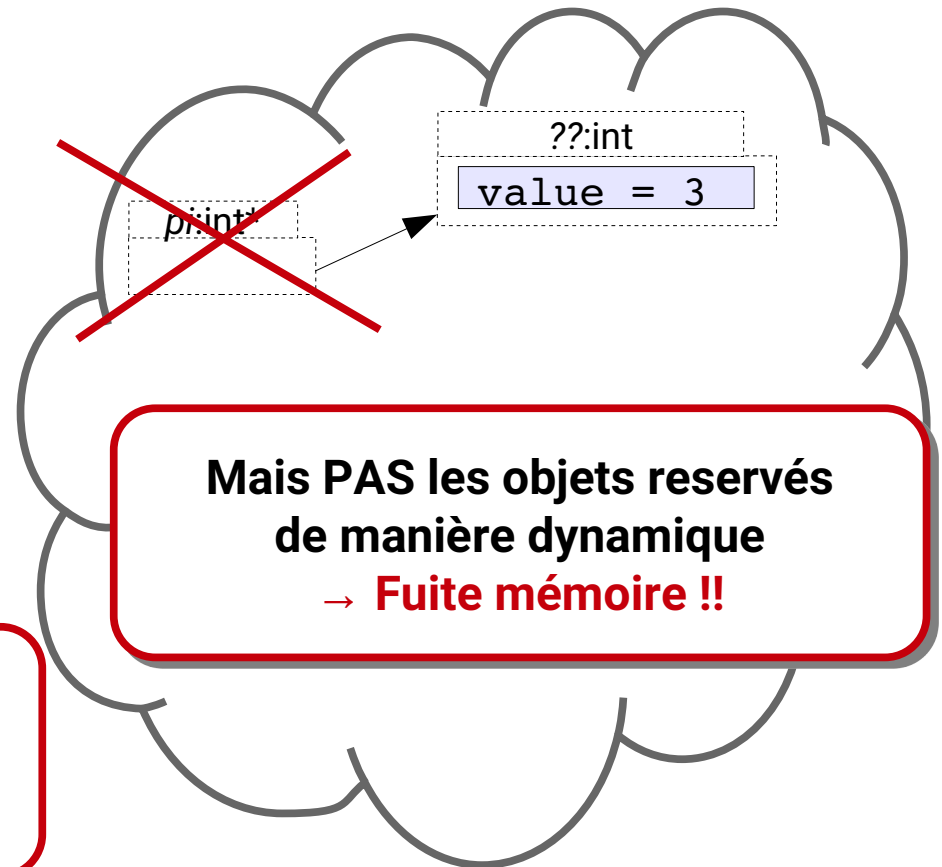 ??:int
value = 3
pi:int*
Mais PAS les objets reservés
de manière dynamique
→ Fuite mémoire !!